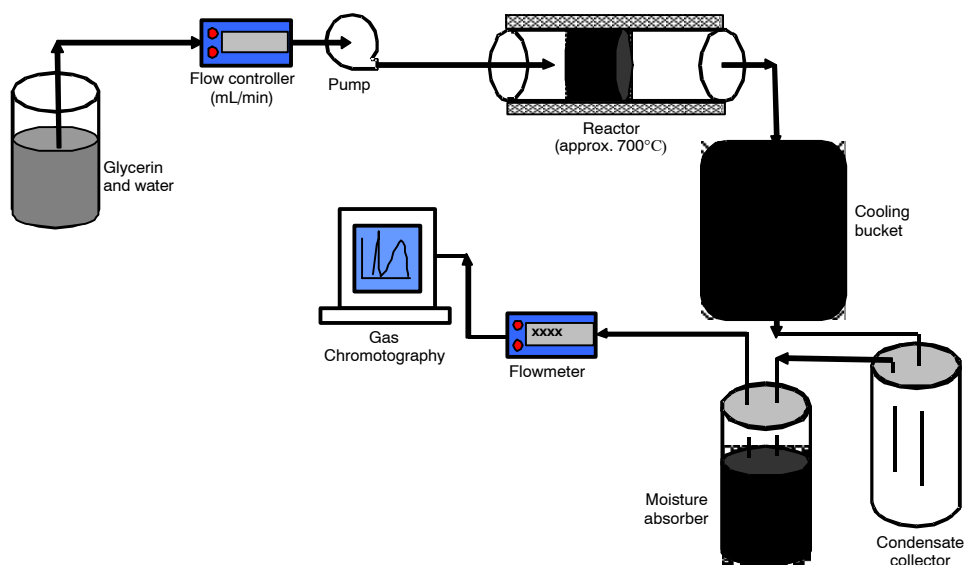 Flow controller
(mL/min)
Pump
Reactor
(approx. 700°C)
Glycerin
and water
Cooling
bucket
Gas
Chromotography
xxxx
Flowmeter
Moisture
absorber
Condensate
collector